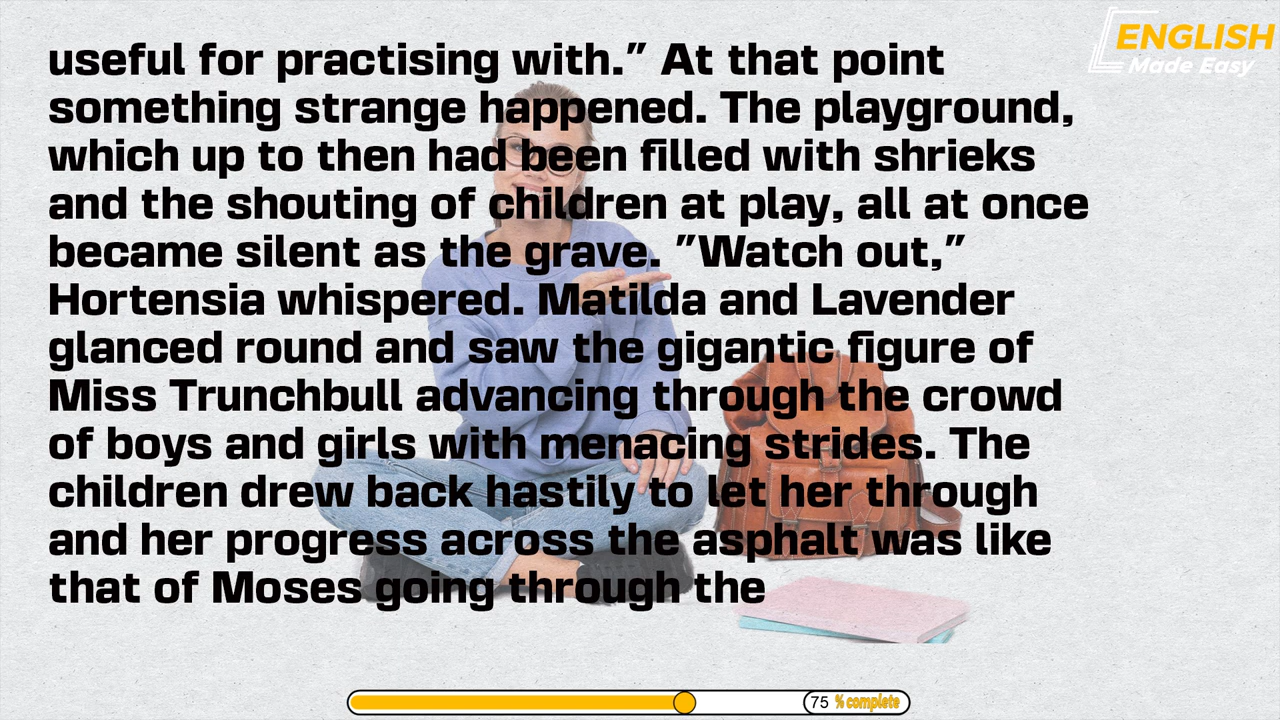 ENGLISH
Made Easy
useful for practising with.” At that point
something strange happened. The playground,
which up to then had been filled with shrieks
and the shouting of children at play, all at once
became silent as the grave. ”Watch out,”
Hortensia whispered. Matilda and Lavender
glanced round and saw the gigantic figure of
Miss Trunchbull advancing through the crowd
of boys and girls with menacing strides. The
children drew back hastily to let her through
and her progress across the asphalt was like
that of Moses going through the
75 % complete